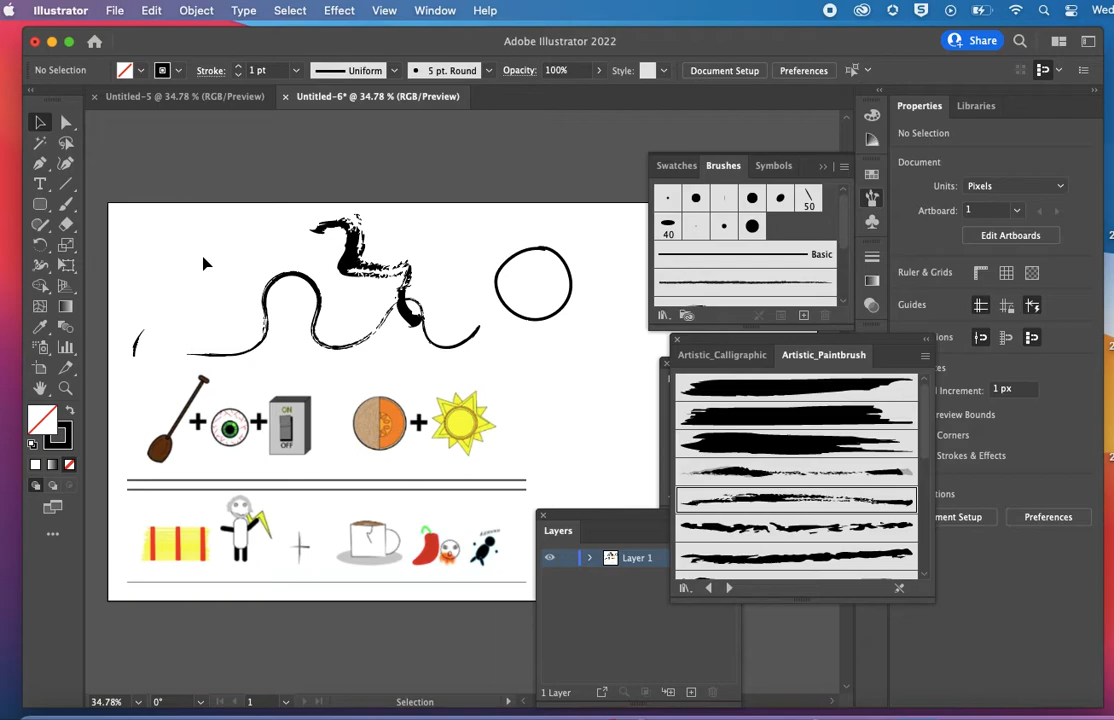 Illustrator File Edit Object Type Select Effect View Window Help Wed
Adobe Illustrator 2022
Share
No Selection Stroke: 1 pt Uniform 5 pt. Round Opacity: 100% Style: Document Setup Preferences
Untitled-5 @ 34.78 % (RGB/Preview) Untitled-6* @ 34.78 % (RGB/Preview)
Properties Libraries
No Selection
Document
Units: Pixels
Artboard: 1
Edit Artboards
Ruler & Grids
Guides
Increment: 1 px
review Bounds
Corners
Strokes & Effects
ment Setup Preferences
Swatches Brushes Symbols
50
40
Basic
Artistic_Calligraphic Artistic_Paintbrush
ON
OFF
Layers
Layer 1
1 Layer
34.78% 0° 1 Selection